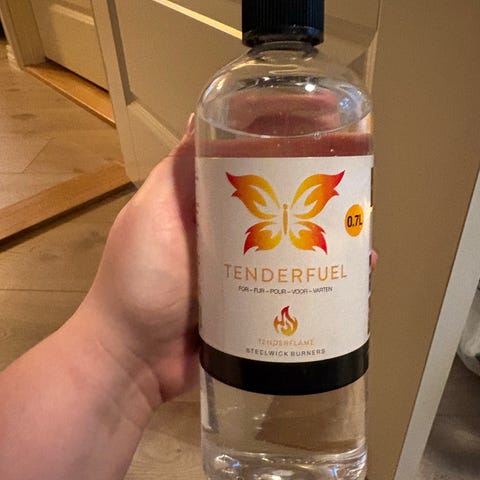 0.7L
TENDERFUEL
FOR – FÜR – POUR – VOOR – VARTEN
TENDERFLAME
STEELWICK BURNERS